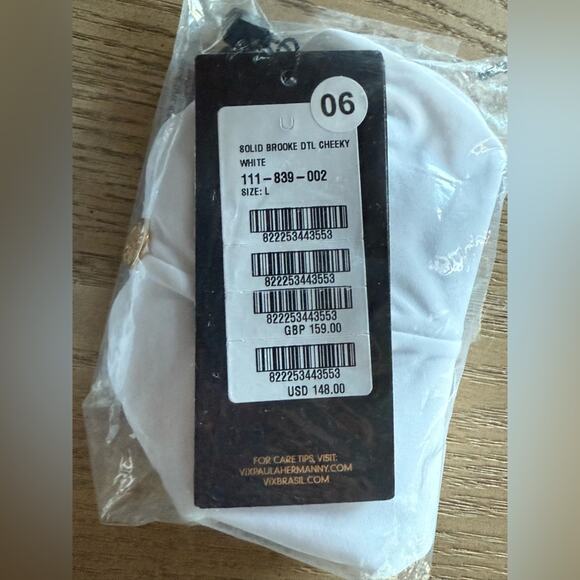 06
SOLID BROOKE DTL CHEEKY
WHITE
111-839-002
SIZE: L
822253443553
822253443553
822253443553
GBP 159.00
822253443553
USD 148.00
FOR CARE TIPS, VISIT:
VIXPAULAHERMANNY.COM
VIXBRASIL.COM